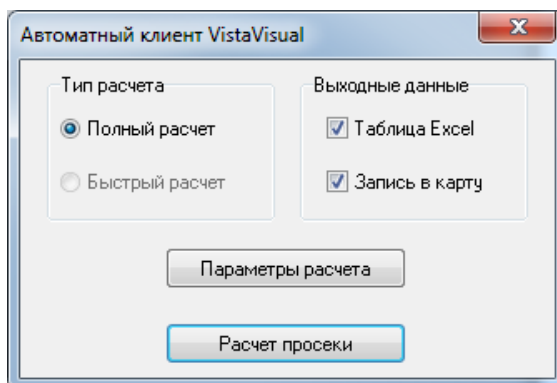 Автоматный клиент VistaVisual
Тип расчета
Полный расчет
Быстрый расчет
Выходные данные
Таблица Excel
Запись в карту
Параметры расчета
Расчет просеки